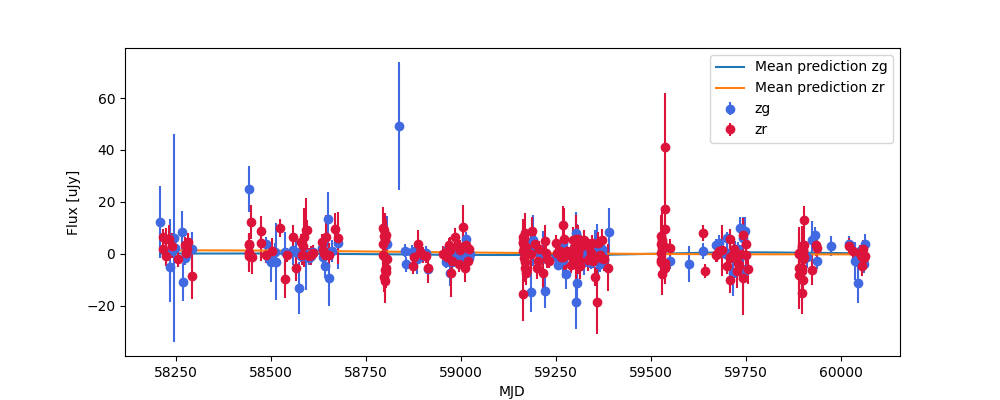 Mean prediction zg
Mean prediction zr
zg
zr
Flux [uJy]
60
40
20
0
−20
58250 58500 58750 59000 59250 59500 59750 60000
MJD